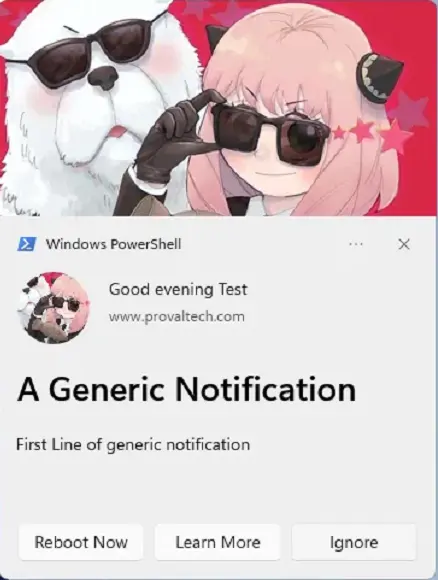 Windows PowerShell
Good evening Test
www.provaltech.com
A Generic Notification
First Line of generic notification
Reboot Now
Learn More
Ignore